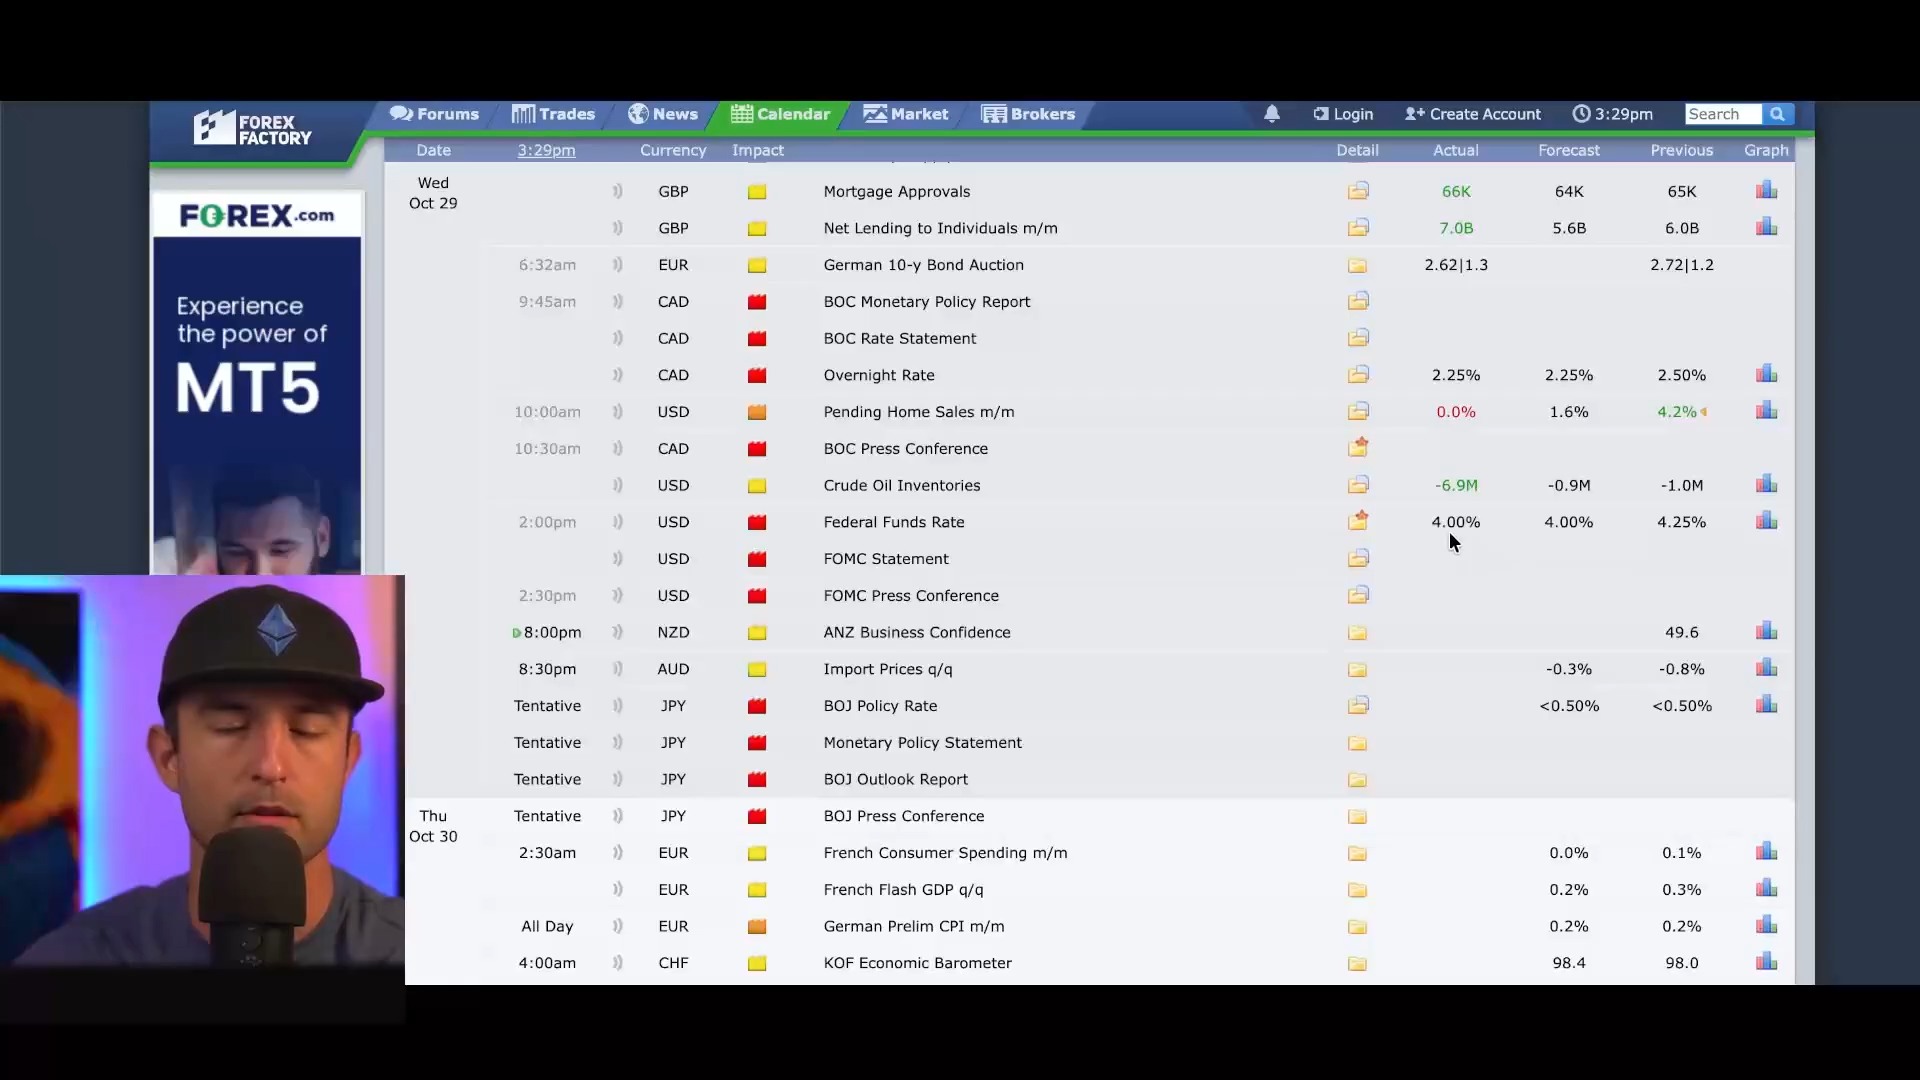 FOREX
FACTORY
Forums Trades News Calendar Market Brokers Login Create Account 3:29pm Search
Date 3:29pm Currency Impact Detail Actual Forecast Previous Graph
Wed
Oct 29
GBP Mortgage Approvals 66K 64K 65K
GBP Net Lending to Individuals m/m 7.0B 5.6B 6.0B
6:32am EUR German 10-y Bond Auction 2.62|1.3 2.72|1.2
9:45am CAD BOC Monetary Policy Report
CAD BOC Rate Statement
CAD Overnight Rate 2.25% 2.25% 2.50%
10:00am USD Pending Home Sales m/m 0.0% 1.6% 4.2%
10:30am CAD BOC Press Conference
USD Crude Oil Inventories -6.9M -0.9M -1.0M
2:00pm USD Federal Funds Rate 4.00% 4.00% 4.25%
USD FOMC Statement
2:30pm USD FOMC Press Conference
8:00pm NZD ANZ Business Confidence 49.6
8:30pm AUD Import Prices q/q -0.3% -0.8%
Tentative JPY BOJ Policy Rate <0.50% <0.50%
Tentative JPY Monetary Policy Statement
Tentative JPY BOJ Outlook Report
Thu
Oct 30
Tentative JPY BOJ Press Conference
2:30am EUR French Consumer Spending m/m 0.0% 0.1%
EUR French Flash GDP q/q 0.2% 0.3%
All Day EUR German Prelim CPI m/m 0.2% 0.2%
4:00am CHF KOF Economic Barometer 98.4 98.0
FOREX.com
Experience
the power of
MT5